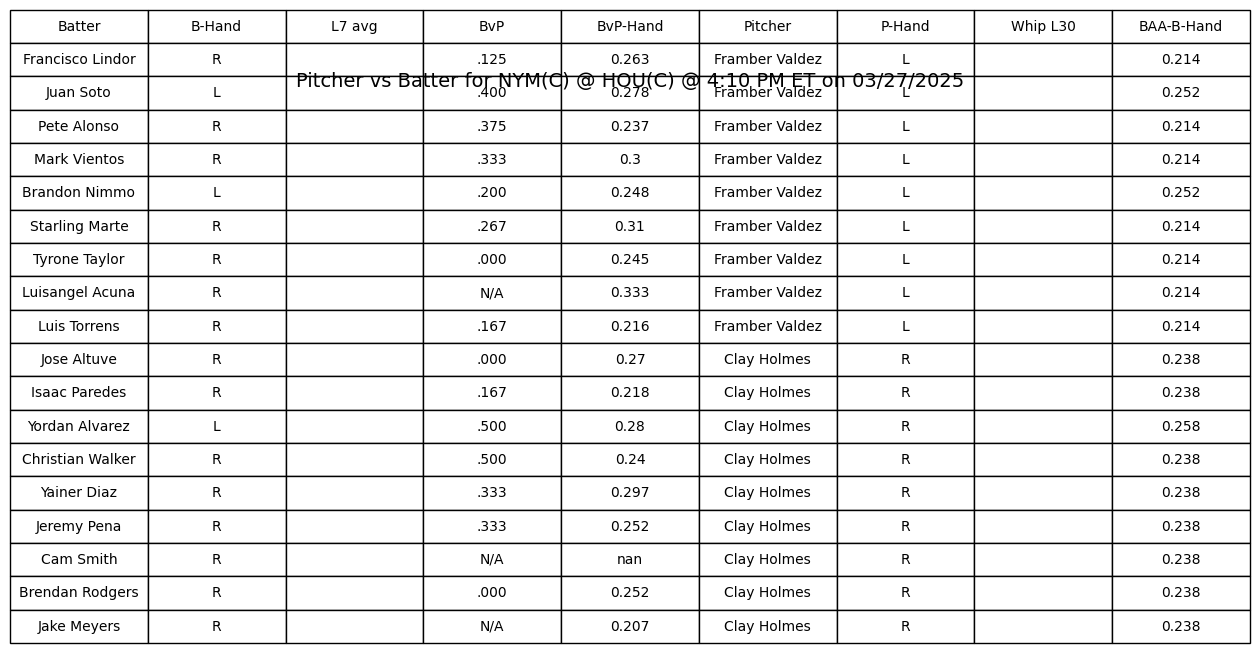 Batter B-Hand L7 avg BvP BvP-Hand Pitcher P-Hand Whip L30 BAA-B-Hand
Francisco Lindor R .125 0.263 Framber Valdez L 0.214
Pitcher vs Batter for NYM(C) @ HOU(C) @ 4:10 PM ET on 03/27/2025
Juan Soto L .400 0.278 Framber Valdez L 0.252
Pete Alonso R .375 0.237 Framber Valdez L 0.214
Mark Vientos R .333 0.3 Framber Valdez L 0.214
Brandon Nimmo L .200 0.248 Framber Valdez L 0.252
Starling Marte R .267 0.31 Framber Valdez L 0.214
Tyrone Taylor R .000 0.245 Framber Valdez L 0.214
Luisangel Acuna R N/A 0.333 Framber Valdez L 0.214
Luis Torrens R .167 0.216 Framber Valdez L 0.214
Jose Altuve R .000 0.27 Clay Holmes R 0.238
Isaac Paredes R .167 0.218 Clay Holmes R 0.238
Yordan Alvarez L .500 0.28 Clay Holmes R 0.258
Christian Walker R .500 0.24 Clay Holmes R 0.238
Yainer Diaz R .333 0.297 Clay Holmes R 0.238
Jeremy Pena R .333 0.252 Clay Holmes R 0.238
Cam Smith R N/A nan Clay Holmes R 0.238
Brendan Rodgers R .000 0.252 Clay Holmes R 0.238
Jake Meyers R N/A 0.207 Clay Holmes R 0.238